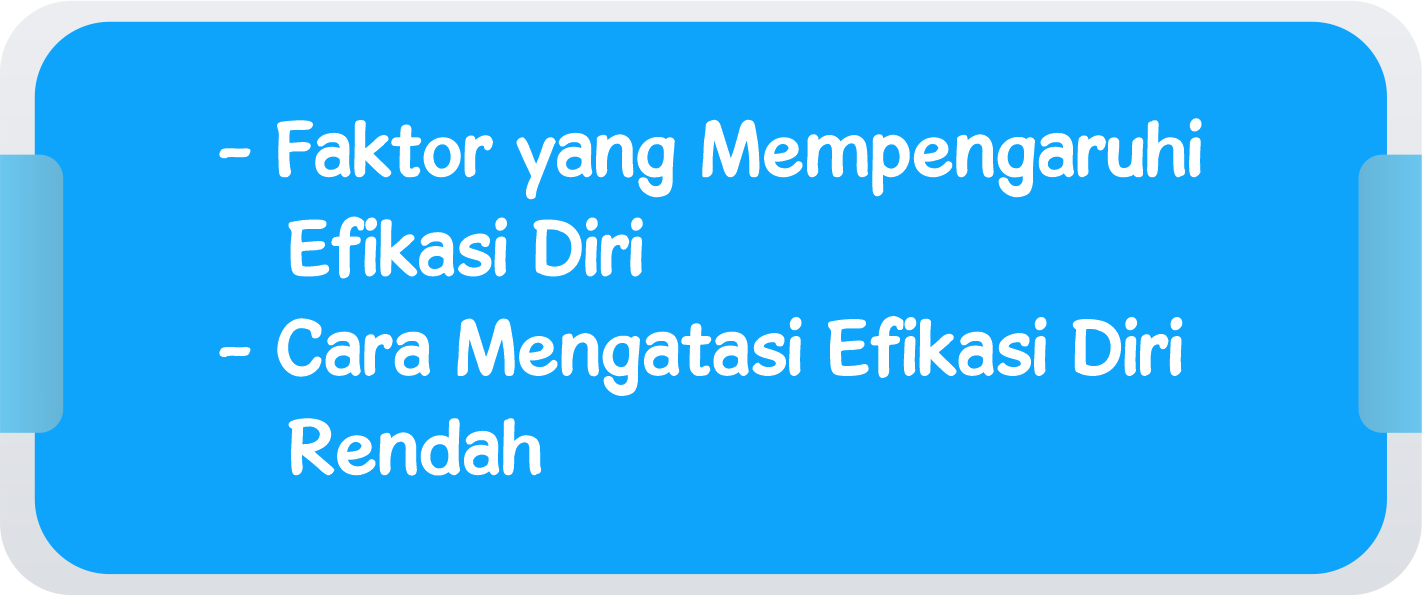 - Faktor yang Mempengaruhi
Efikasi Diri
- Cara Mengatasi Efikasi Diri
Rendah